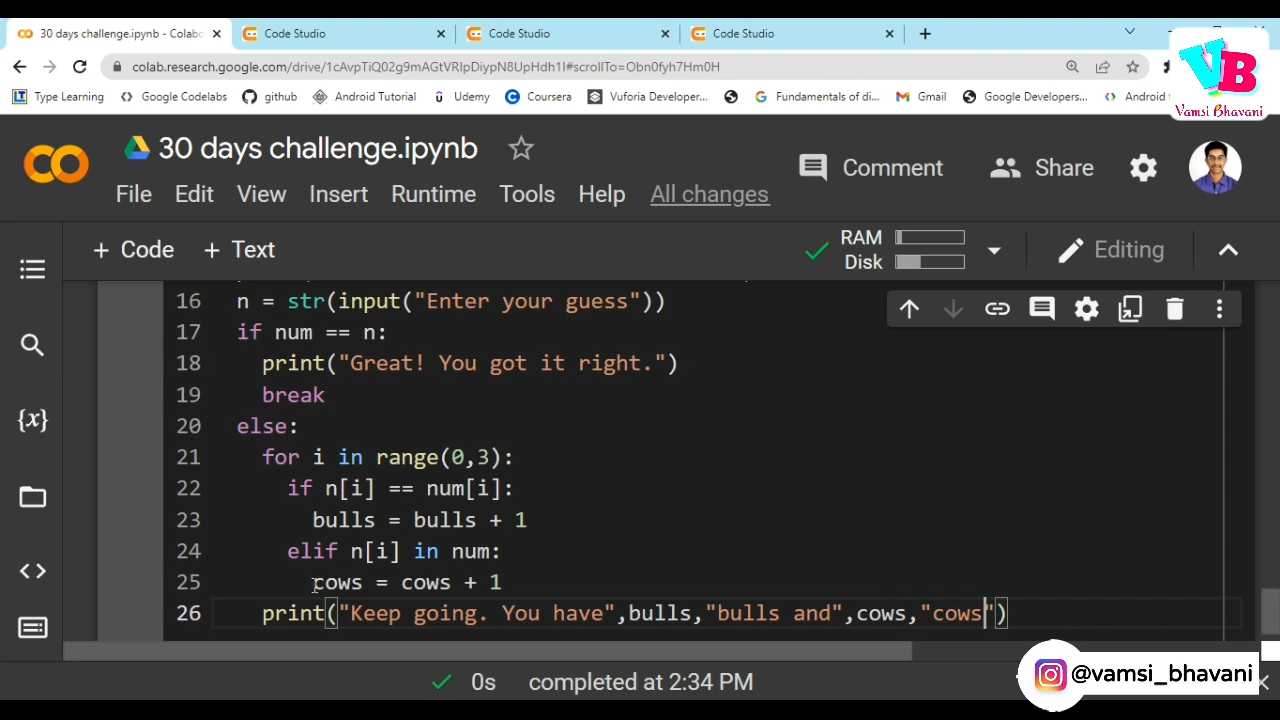 30 days challenge.ipynb - Colabo
Code Studio
Code Studio
Code Studio
colab.research.google.com/drive/1cAvpTiQ02g9mAGtVRlpDiypN9UpHdh1I#scrollTo=Obn0fyh7Hm0H
Type Learning Google Codelabs github Android Tutorial Udemy Coursera Vuforia Developer... Fundamentals of di... Gmail Google Developers... Android
VB
Vamsi Bhavani
30 days challenge.ipynb
Comment Share
File Edit View Insert Runtime Tools Help All changes
+ Code + Text
RAM
Disk
Editing
16 n = str(input("Enter your guess"))
17 if num == n:
18 print("Great! You got it right.")
19 break
20 else:
21 for i in range(0,3):
22 if n[i] == num[i]:
23 bulls = bulls + 1
24 elif n[i] in num:
25 cows = cows + 1
26 print("Keep going. You have",bulls,"bulls and",cows,"cows")
{x}
0s completed at 2:34 PM
@vamsi_bhavani